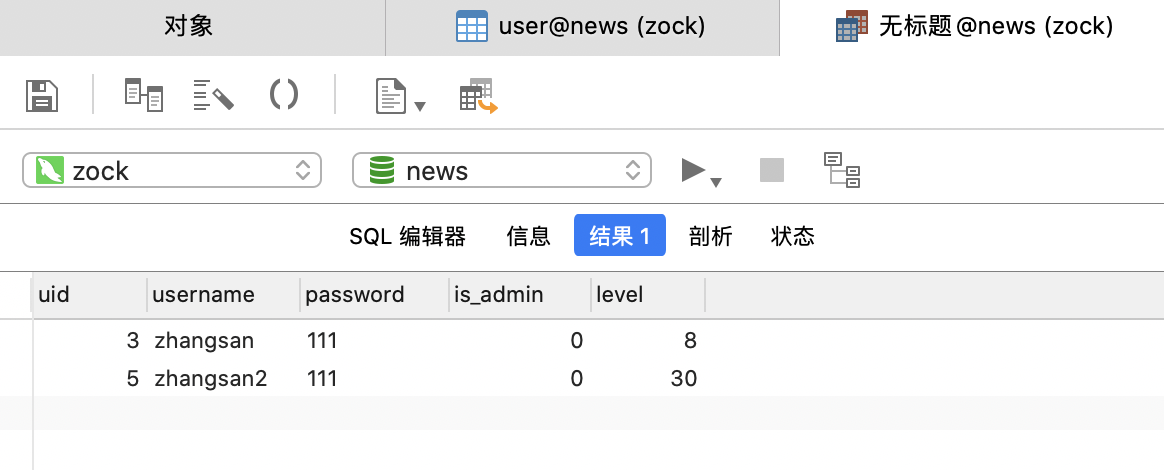 对象 user@news (zock) 无标题@news (zock)
zock news
SQL 编辑器 信息 结果 1 剖析 状态
uid username password is_admin level
3 zhangsan 111 0 8
5 zhangsan2 111 0 30